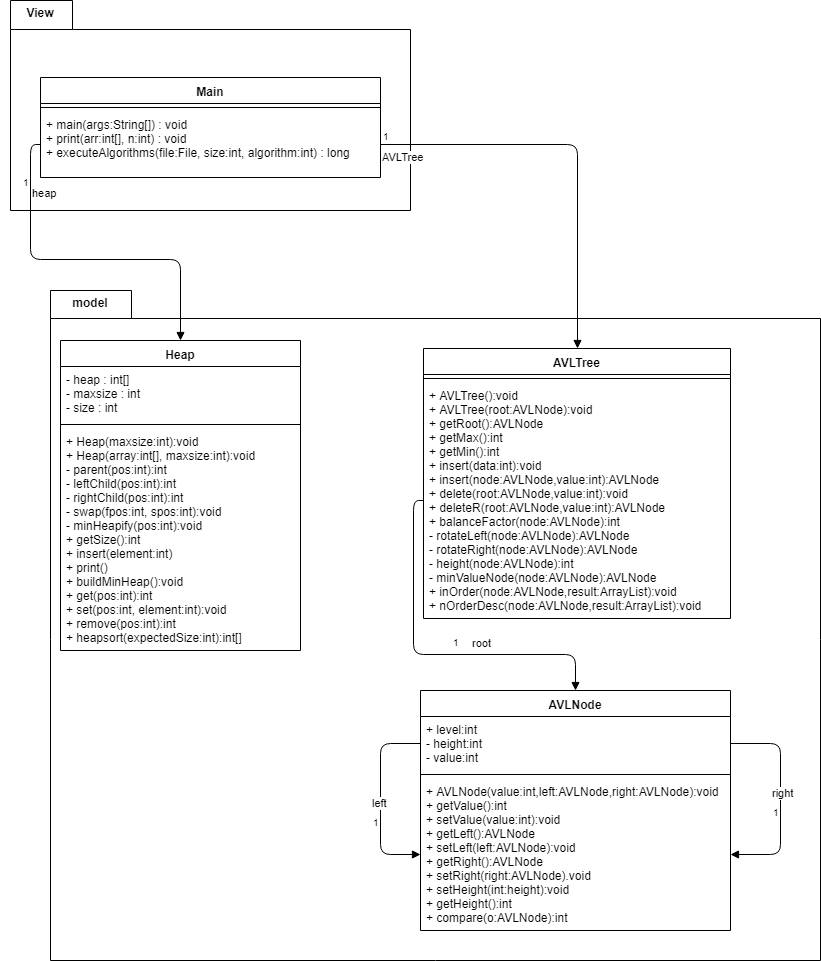 View
Main
+ main(args:String[]) : void
+ print(arr:int[], n:int) : void
+ executeAlgorithms(file:File, size:int, algorithm:int) : long
1
AVLTree
1
heap
model
Heap
- heap : int[]
- maxsize : int
- size : int
+ Heap(maxsize:int):void
+ Heap(array:int[], maxsize:int):void
- parent(pos:int):int
- leftChild(pos:int):int
- rightChild(pos:int):int
- swap(fpos:int, spos:int):void
- minHeapify(pos:int):void
+ getSize():int
+ insert(element:int)
+ print()
+ buildMinHeap():void
+ get(pos:int):int
+ set(pos:int, element:int):void
+ remove(pos:int):int
+ heapsort(expectedSize:int):int[]
AVLTree
+ AVLTree():void
+ AVLTree(root:AVLNode):void
+ getRoot():AVLNode
+ getMax():int
+ getMin():int
+ insert(data:int):void
+ insert(node:AVLNode,value:int):AVLNode
+ delete(root:AVLNode,value:int):void
+ deleteR(root:AVLNode,value:int):AVLNode
+ balanceFactor(node:AVLNode):int
- rotateLeft(node:AVLNode):AVLNode
- rotateRight(node:AVLNode):AVLNode
- height(node:AVLNode):int
- minValueNode(node:AVLNode):AVLNode
+ inOrder(node:AVLNode,result:ArrayList):void
+ nOrderDesc(node:AVLNode,result:ArrayList):void
1 root
AVLNode
+ level:int
- height:int
- value:int
+ AVLNode(value:int,left:AVLNode,right:AVLNode):void
+ getValue():int
+ setValue(value:int):void
+ getLeft():AVLNode
+ setLeft(left:AVLNode):void
+ getRight():AVLNode
+ setRight(right:AVLNode).void
+ setHeight(int:height):void
+ getHeight():int
+ compare(o:AVLNode):int
left
1
right
1